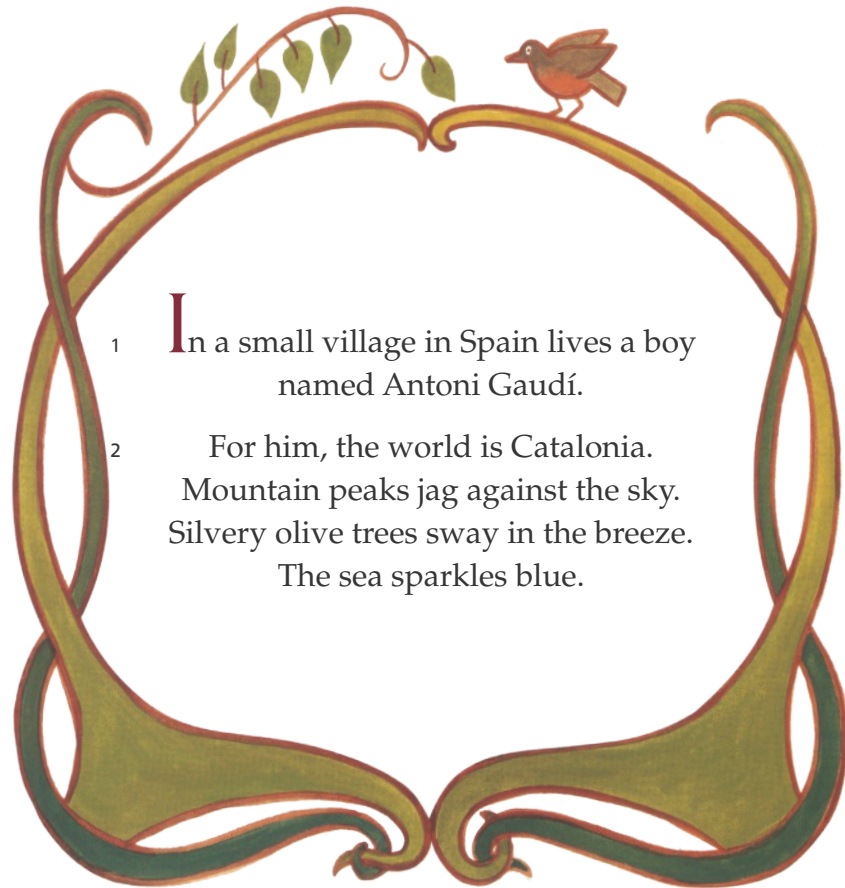 1 In a small village in Spain lives a boy
named Antoni Gaudí.
2 For him, the world is Catalonia.
Mountain peaks jag against the sky.
Silvery olive trees sway in the breeze.
The sea sparkles blue.